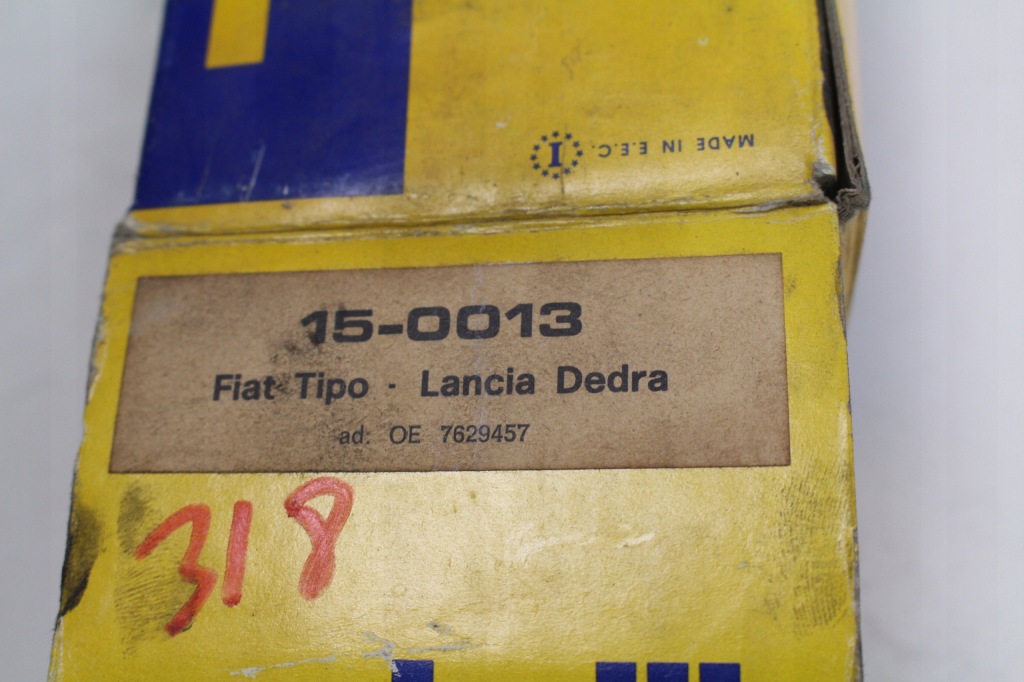 I MADE IN E.E.C.
15-0013
Fiat Tipo - Lancia Dedra
ad. OE 7629457
318